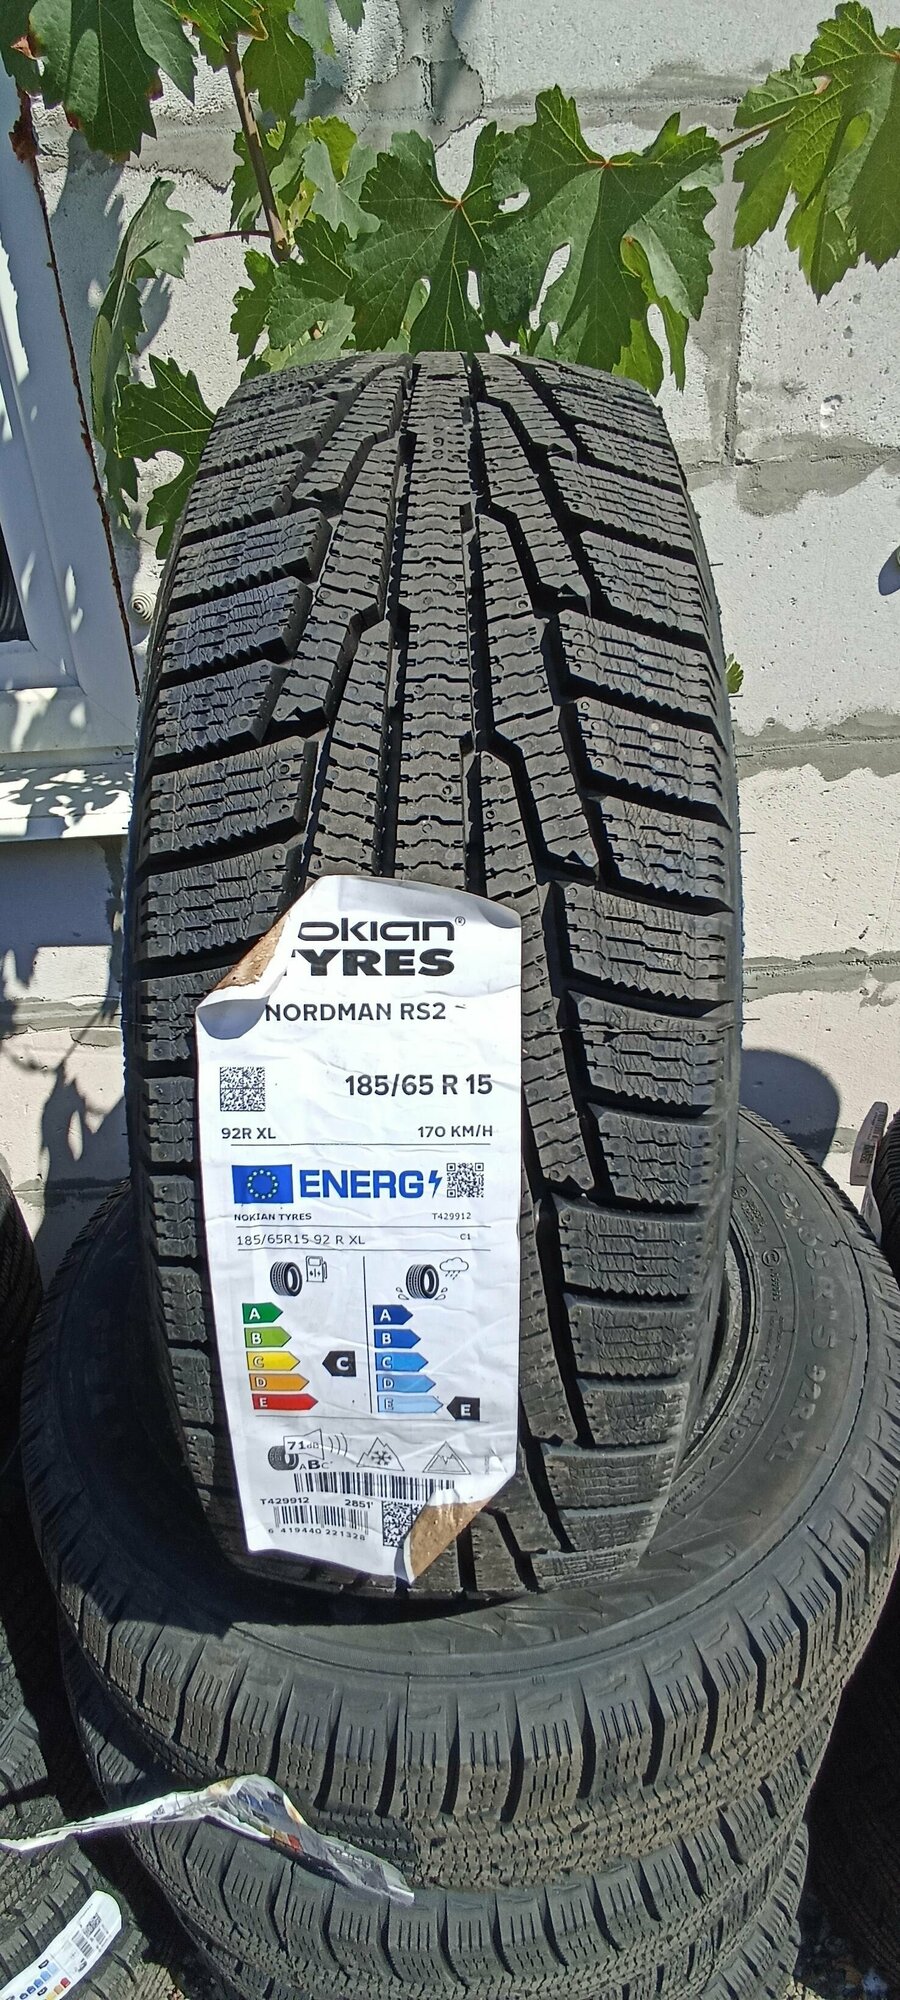 okian®
TYRES
NORDMAN RS2
185/65 R 15
92R XL 170 KM/H
ENERG
NOKIAN TYRES T429912
185/65R15 92 R XL C1
A A
B B
C C C
D D
E E E
71dB
ABC
T429912 2851
6 419440 221328